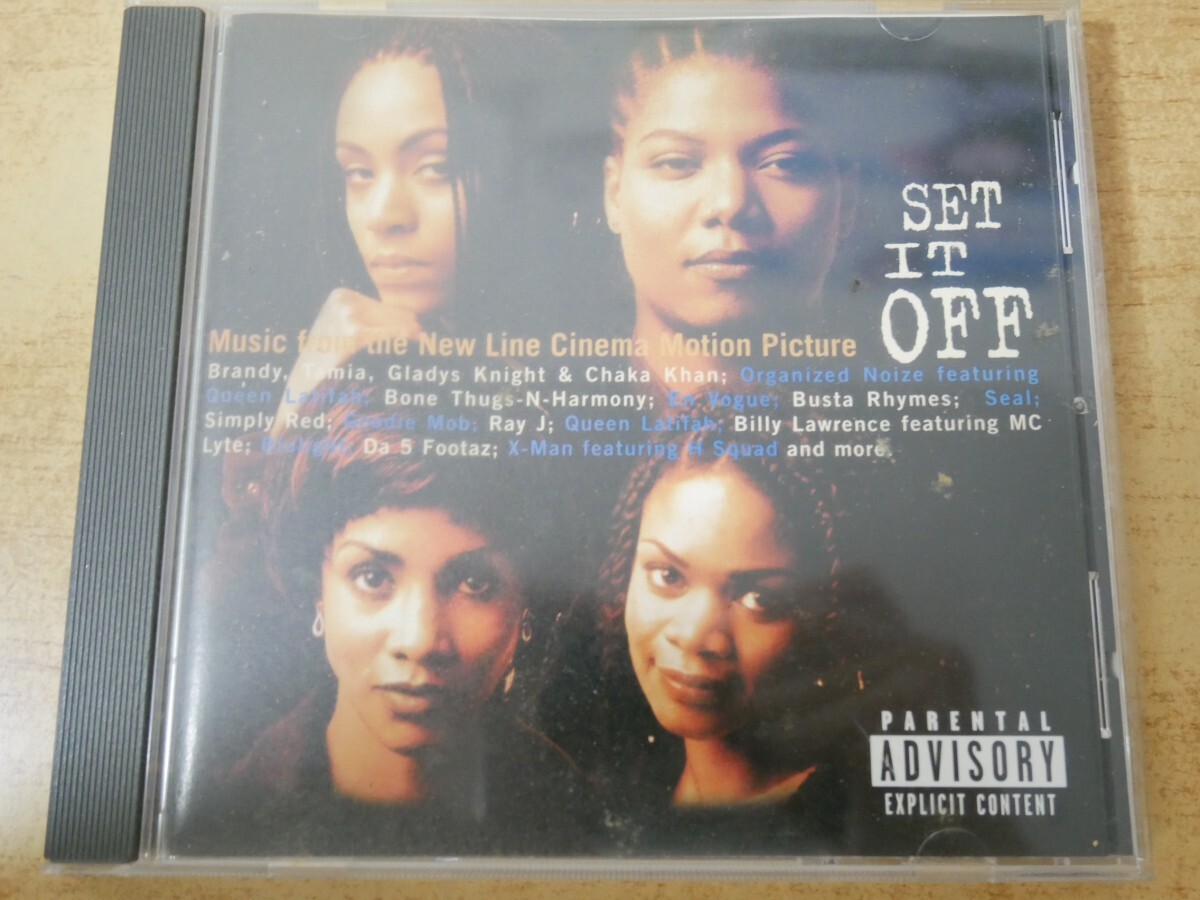 SET
IT
OFF
Music from the New Line Cinema Motion Picture
Brandy, Tamia, Gladys Knight & Chaka Khan; Organized Noize featuring
Queen Latifah; Bone Thugs-N-Harmony; En Vogue; Busta Rhymes; Seal;
Simply Red; Goodie Mob; Ray J; Queen Latifah; Billy Lawrence featuring MC
Lyte; Da 5 Footaz; X-Man featuring H Squad and more.
PARENTAL
ADVISORY
EXPLICIT CONTENT